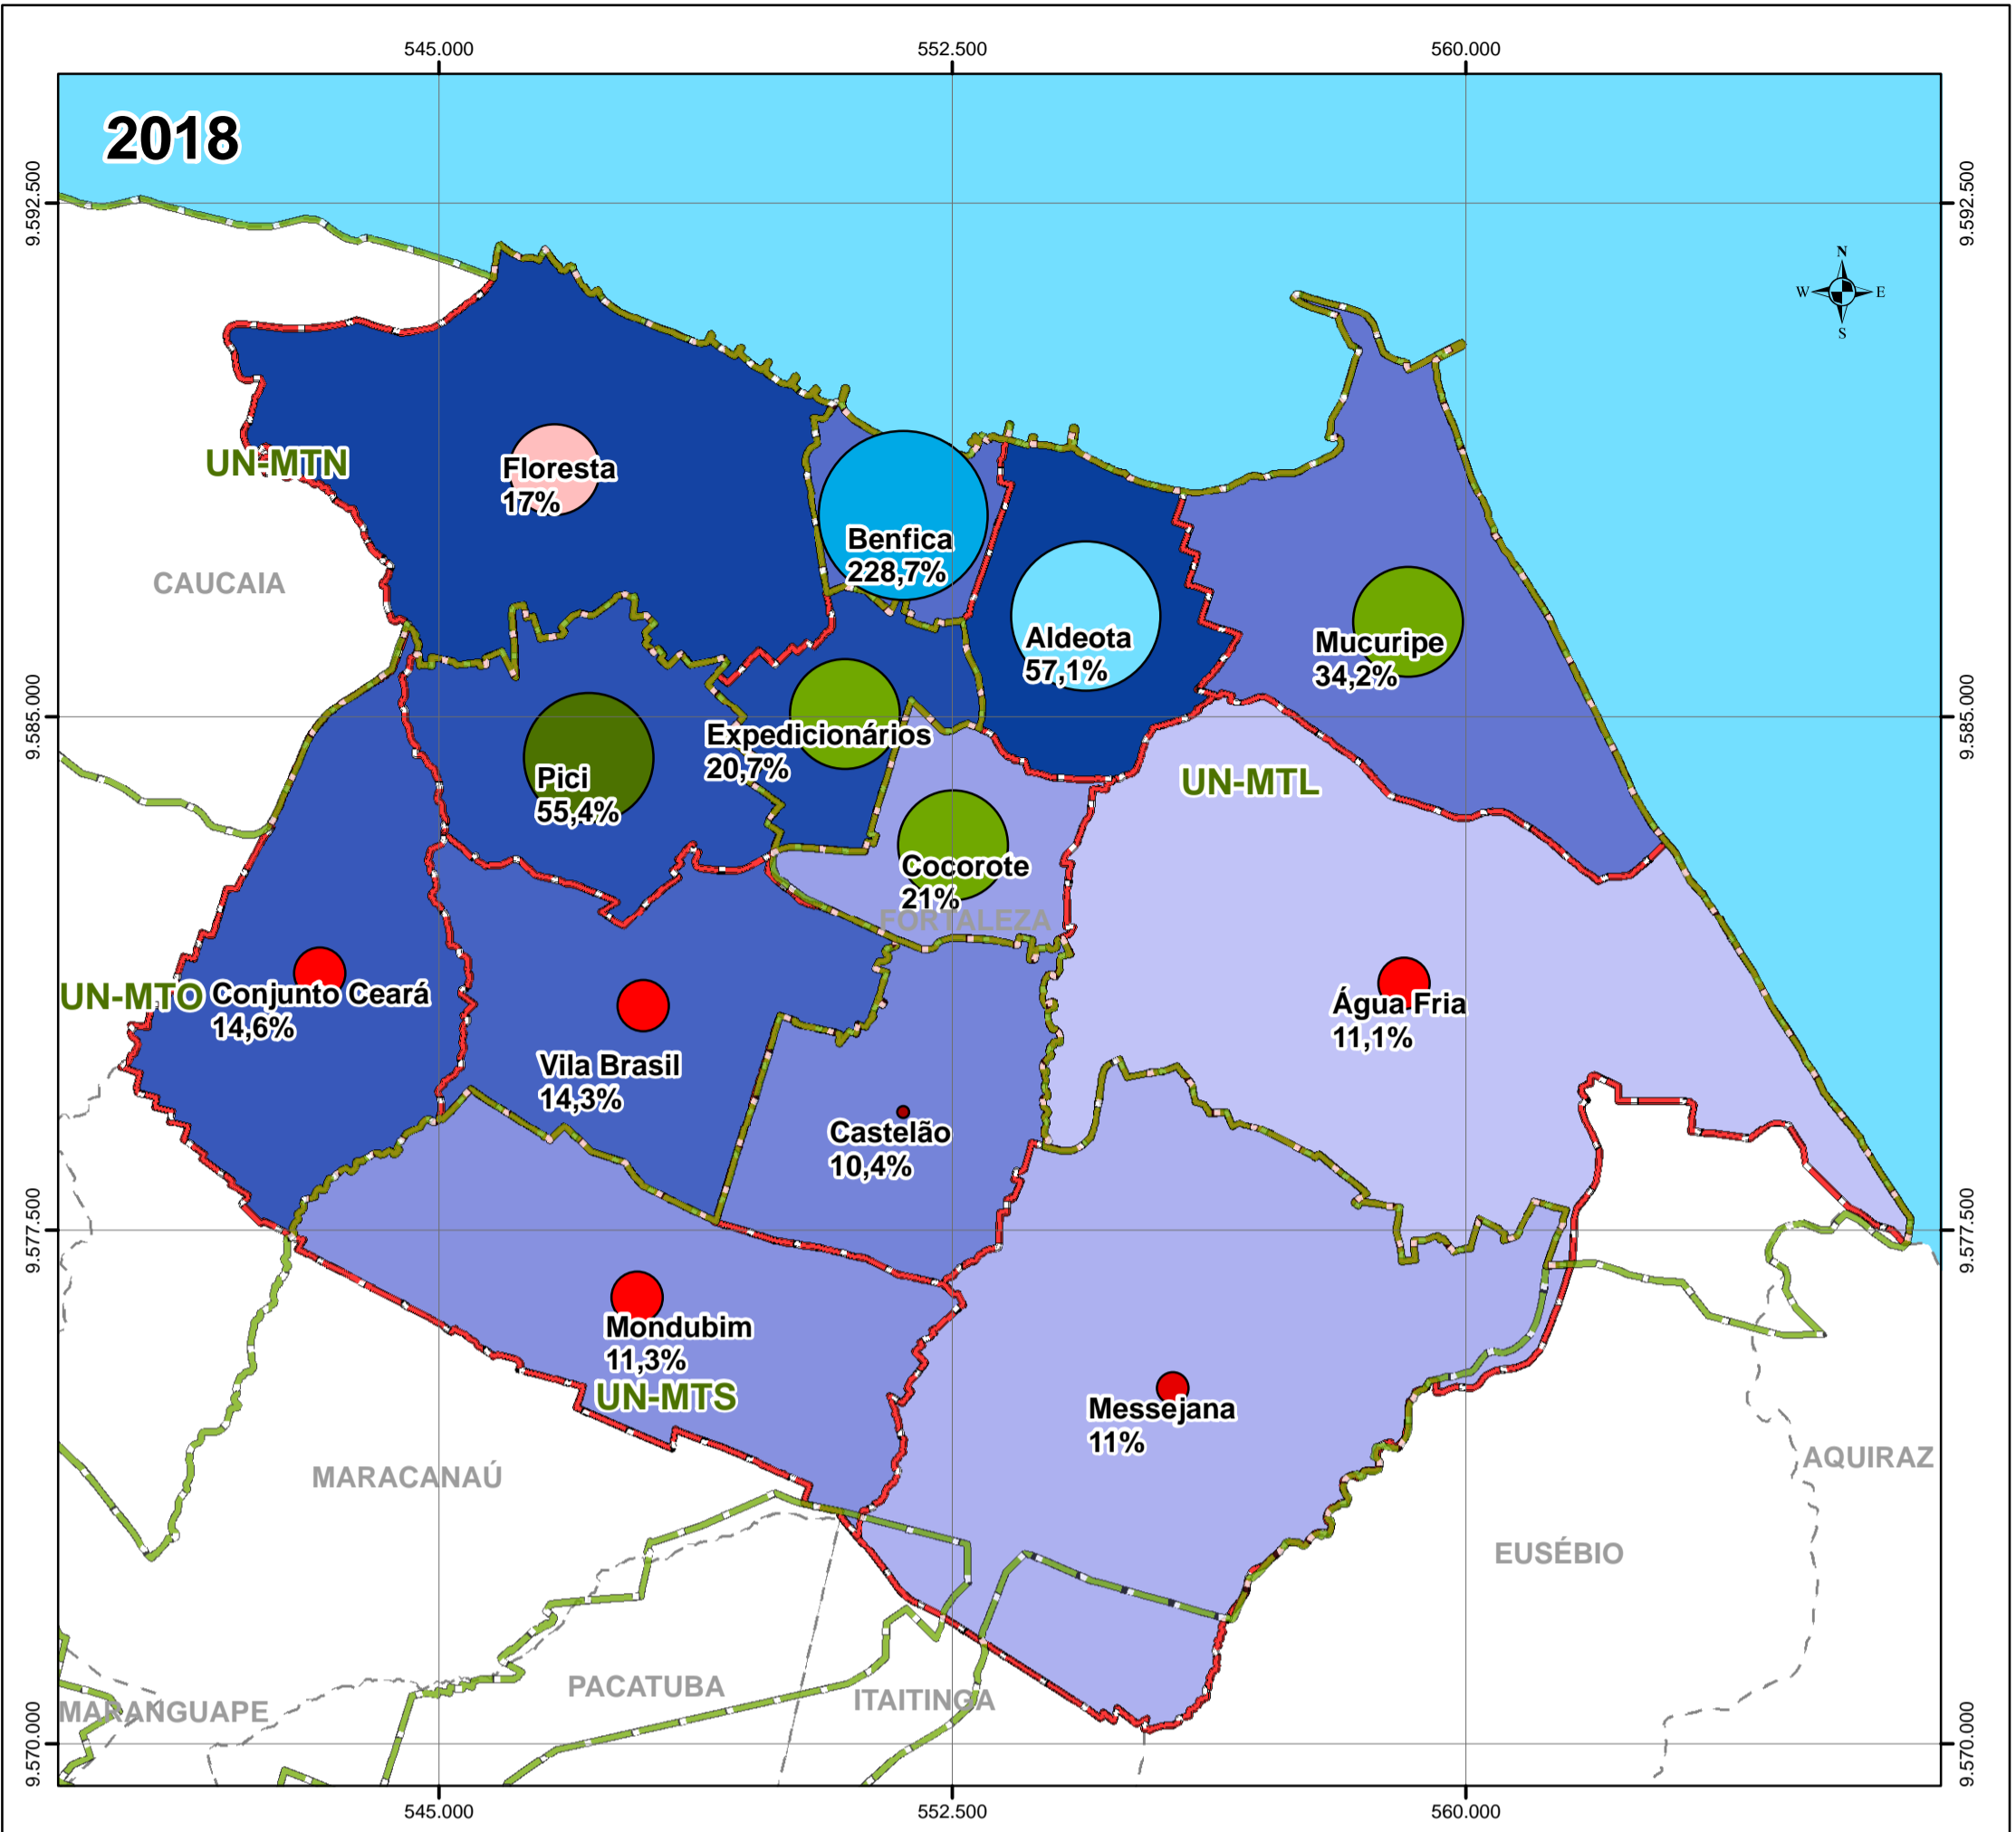 545.000
552.500
560.000
2018
9.592.500
9.592.500
N
W
E
S
UN-MTN
Floresta
17%
Benfica
228,7%
CAUCAIA
Aldeota
57,1%
Mucuripe
34,2%
9.585.000
9.585.000
Expedicionários
20,7%
Pici
55,4%
UN-MTL
Cocorote
21%
FORTALEZA
UN-MTO
Conjunto Ceará
14,6%
Água Fria
11,1%
Vila Brasil
14,3%
Castelão
10,4%
9.577.500
9.577.500
Mondubim
11,3%
UN-MTS
Messejana
11%
MARACANAÚ
AQUIRAZ
EUSÉBIO
PACATUBA
ITAITINGA
MARANGUAPE
9.570.000
9.570.000
545.000
552.500
560.000